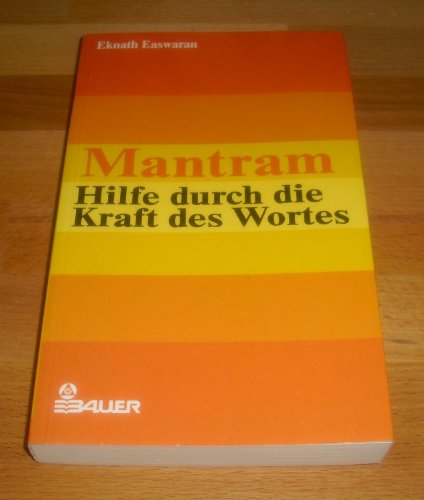 Eknath Easwaran
Mantram
Hilfe durch die
Kraft des Wortes
BAUER